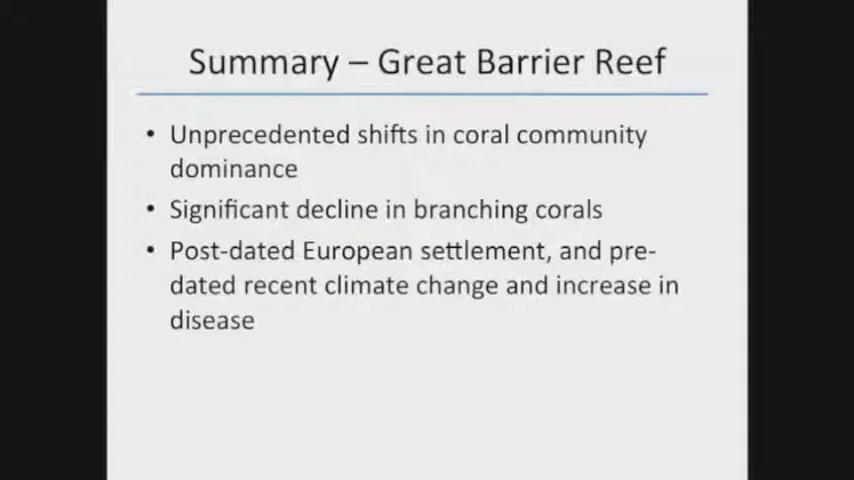 Summary – Great Barrier Reef
• Unprecedented shifts in coral community
dominance
• Significant decline in branching corals
• Post-dated European settlement, and pre-
dated recent climate change and increase in
disease